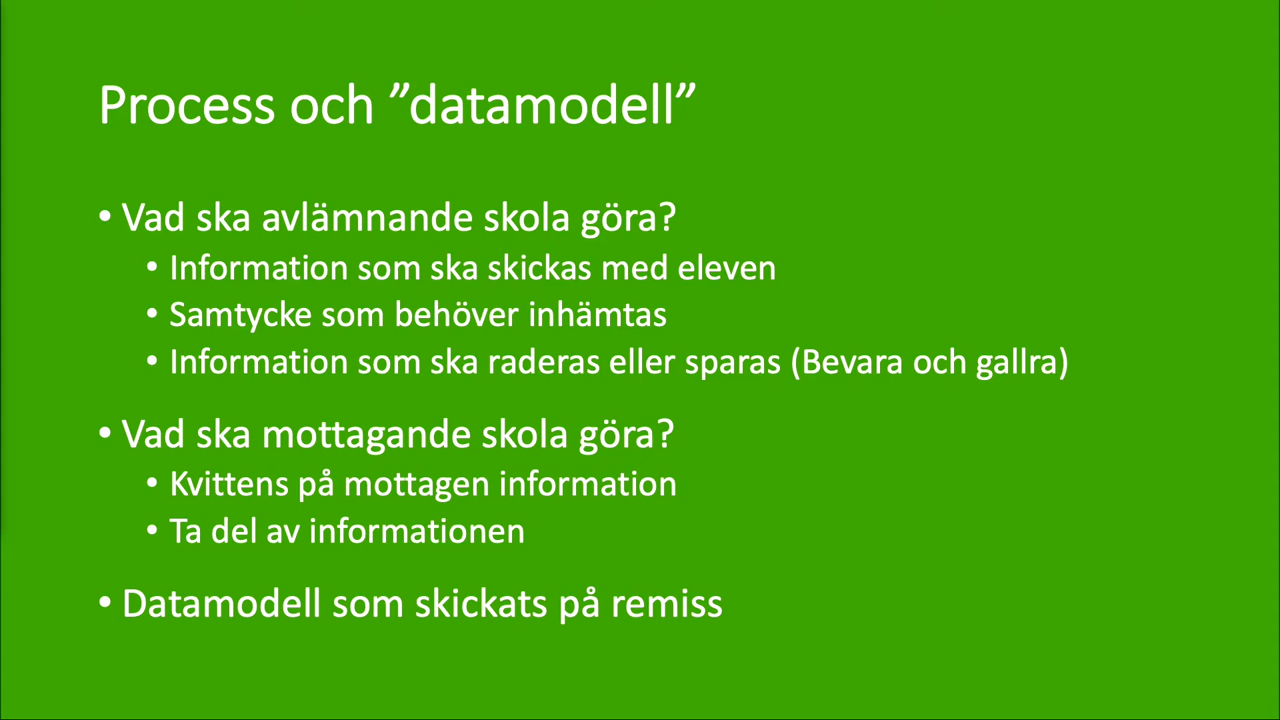 Process och ”datamodell”
• Vad ska avlämnande skola göra?
• Information som ska skickas med eleven
• Samtycke som behöver inhämtas
• Information som ska raderas eller sparas (Bevara och gallra)
• Vad ska mottagande skola göra?
• Kvittens på mottagen information
• Ta del av informationen
• Datamodell som skickats på remiss